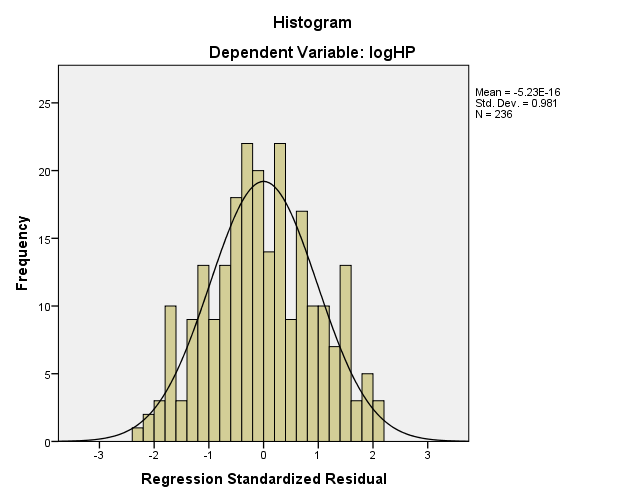 Histogram
Dependent Variable: logHP
Mean = -5.23E-16
Std. Dev. = 0.981
N = 236
25
20
15
10
5
0
Frequency
-3 -2 -1 0 1 2 3
Regression Standardized Residual